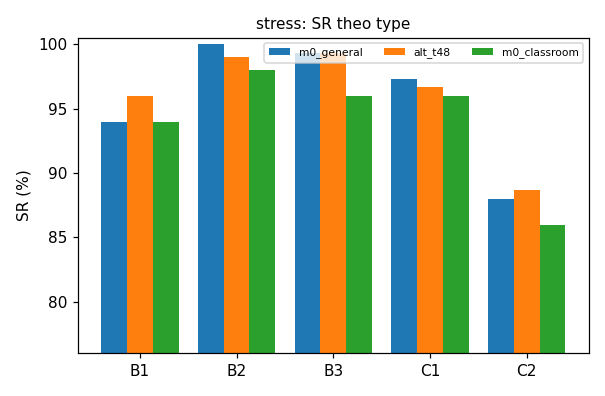 stress: SR theo type
m0_general alt_t48 m0_classroom
SR (%)
100
95
90
85
80
B1 B2 B3 C1 C2